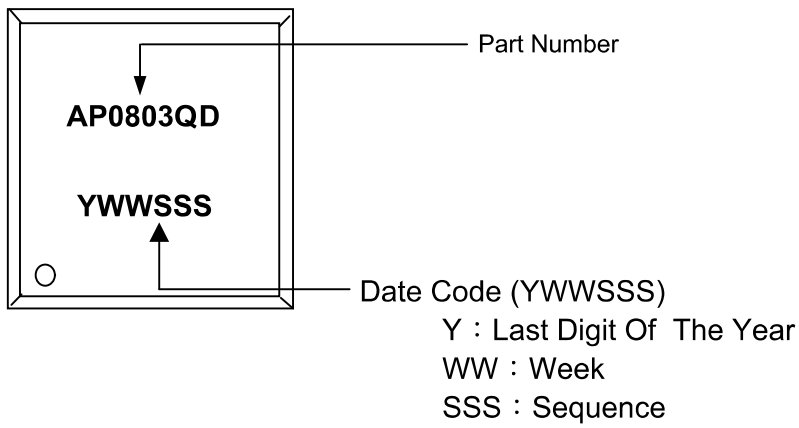 Part Number
AP0803QD
YWWSSS
Date Code (YWWSSS)
Y：Last Digit Of The Year
WW：Week
SSS：Sequence